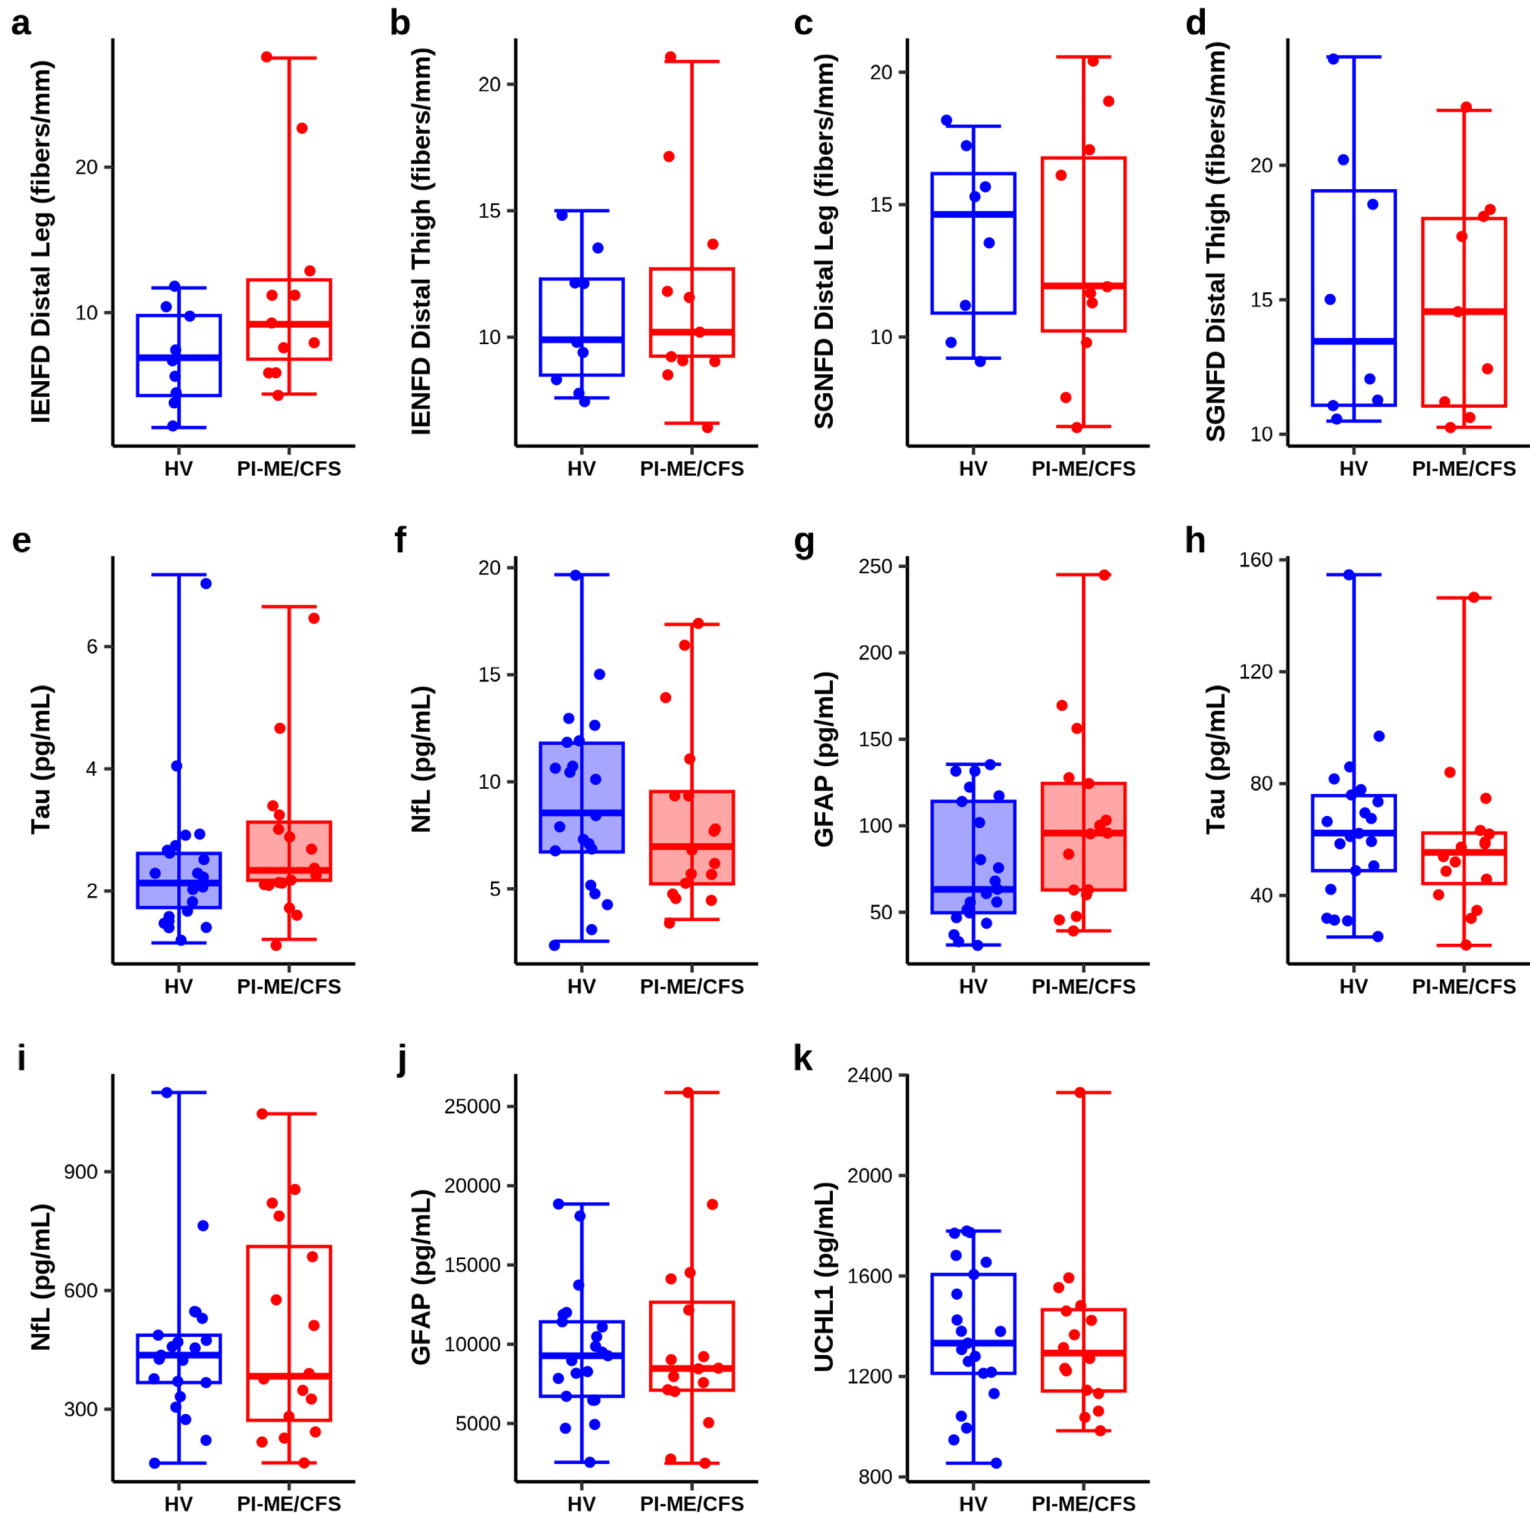 a
IENFD Distal Leg (fibers/mm)
20
10
HV PI-ME/CFS
b
IENFD Distal Thigh (fibers/mm)
20
15
10
HV PI-ME/CFS
c
SGNFD Distal Leg (fibers/mm)
20
15
10
HV PI-ME/CFS
d
SGNFD Distal Thigh (fibers/mm)
20
15
10
HV PI-ME/CFS
e
Tau (pg/mL)
6
4
2
HV PI-ME/CFS
f
NfL (pg/mL)
20
15
10
5
HV PI-ME/CFS
g
GFAP (pg/mL)
250
200
150
100
50
HV PI-ME/CFS
h
Tau (pg/mL)
160
120
80
40
HV PI-ME/CFS
i
NfL (pg/mL)
900
600
300
HV PI-ME/CFS
j
GFAP (pg/mL)
25000
20000
15000
10000
5000
HV PI-ME/CFS
k
UCHL1 (pg/mL)
2400
2000
1600
1200
800
HV PI-ME/CFS